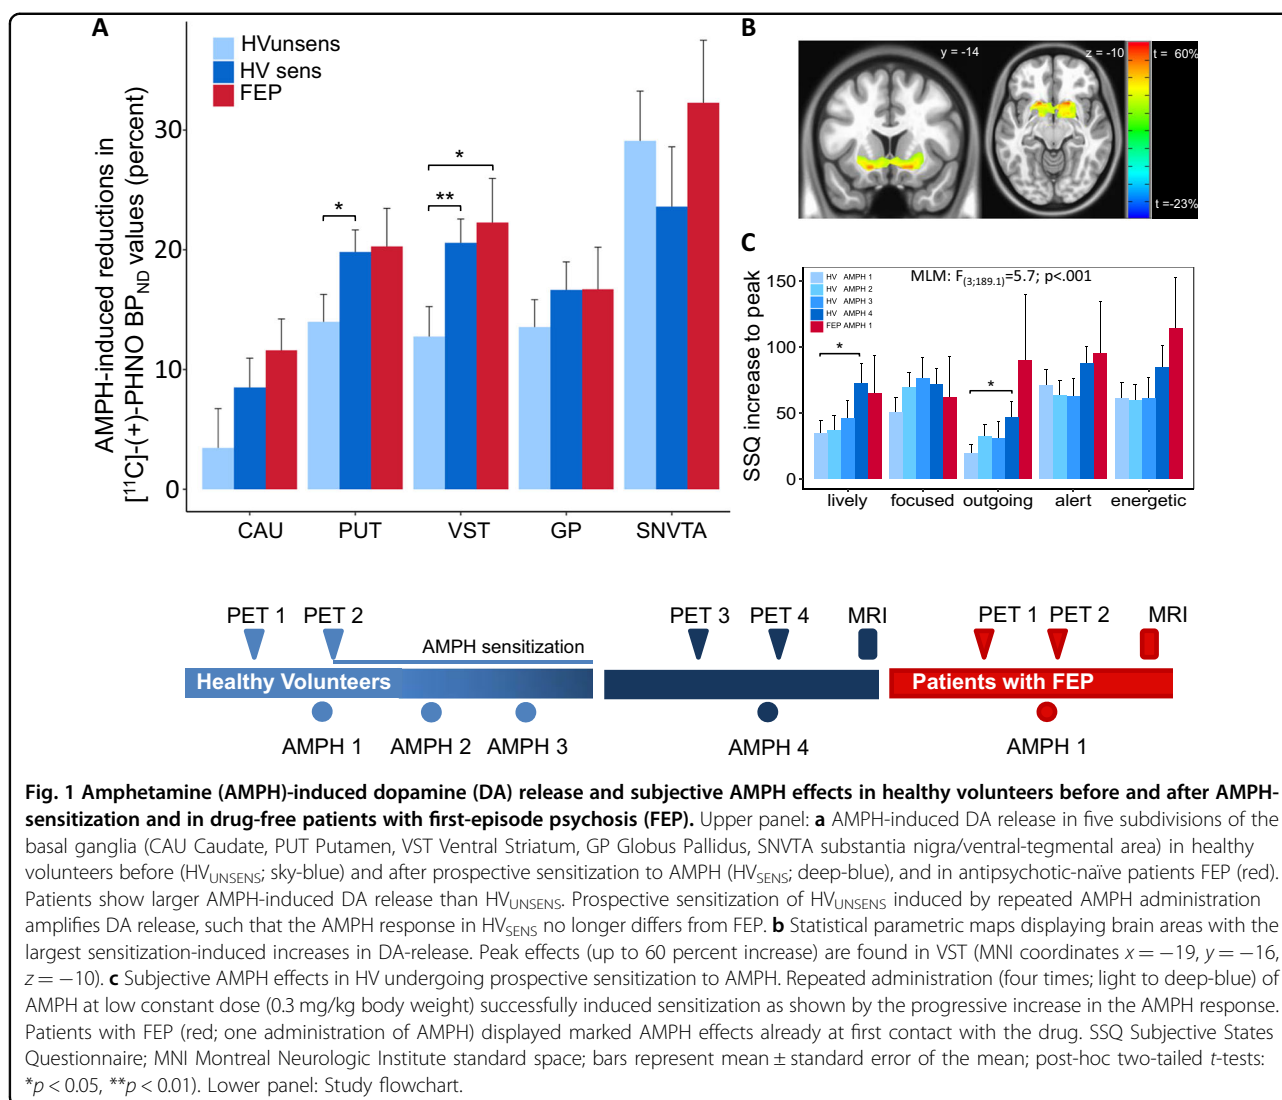 A
HVunsens
HV sens
FEP
AMPH-induced reductions in
[¹¹C]-(+)-PHNO BP_ND values (percent)
30
20
10
0
*
*
**
CAU PUT VST GP SNVTA
B
y = -14
z = -10
t = 60%
t =-23%
C
HV AMPH 1
HV AMPH 2
HV AMPH 3
HV AMPH 4
FEP AMPH 1
MLM: F(3;189.1)=5.7; p<.001
SSQ increase to peak
150
100
50
0
*
*
lively focused outgoing alert energetic
PET 1 PET 2 PET 3 PET 4 MRI PET 1 PET 2 MRI
AMPH sensitization
Healthy Volunteers Patients with FEP
AMPH 1 AMPH 2 AMPH 3 AMPH 4 AMPH 1
Fig. 1 Amphetamine (AMPH)-induced dopamine (DA) release and subjective AMPH effects in healthy volunteers before and after AMPH-
sensitization and in drug-free patients with first-episode psychosis (FEP). Upper panel: a AMPH-induced DA release in five subdivisions of the
basal ganglia (CAU Caudate, PUT Putamen, VST Ventral Striatum, GP Globus Pallidus, SNVTA substantia nigra/ventral-tegmental area) in healthy
volunteers before (HV_UNSENS; sky-blue) and after prospective sensitization to AMPH (HV_SENS; deep-blue), and in antipsychotic-naïve patients FEP (red).
Patients show larger AMPH-induced DA release than HV_UNSENS. Prospective sensitization of HV_UNSENS induced by repeated AMPH administration
amplifies DA release, such that the AMPH response in HV_SENS no longer differs from FEP. b Statistical parametric maps displaying brain areas with the
largest sensitization-induced increases in DA-release. Peak effects (up to 60 percent increase) are found in VST (MNI coordinates x = −19, y = −16,
z = −10). c Subjective AMPH effects in HV undergoing prospective sensitization to AMPH. Repeated administration (four times; light to deep-blue) of
AMPH at low constant dose (0.3 mg/kg body weight) successfully induced sensitization as shown by the progressive increase in the AMPH response.
Patients with FEP (red; one administration of AMPH) displayed marked AMPH effects already at first contact with the drug. SSQ Subjective States
Questionnaire; MNI Montreal Neurologic Institute standard space; bars represent mean ± standard error of the mean; post-hoc two-tailed t-tests:
*p < 0.05, **p < 0.01). Lower panel: Study flowchart.